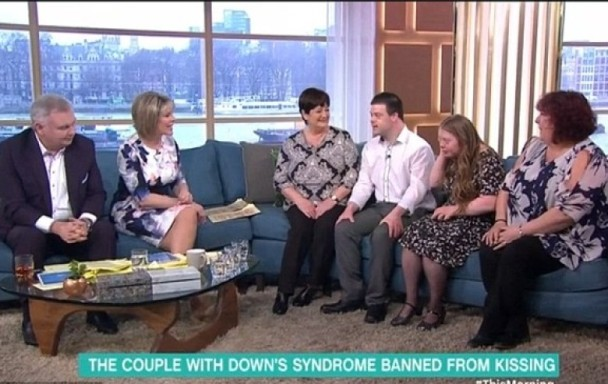 THE COUPLE WITH DOWN'S SYNDROME BANNED FROM KISSING
#ThisMorning